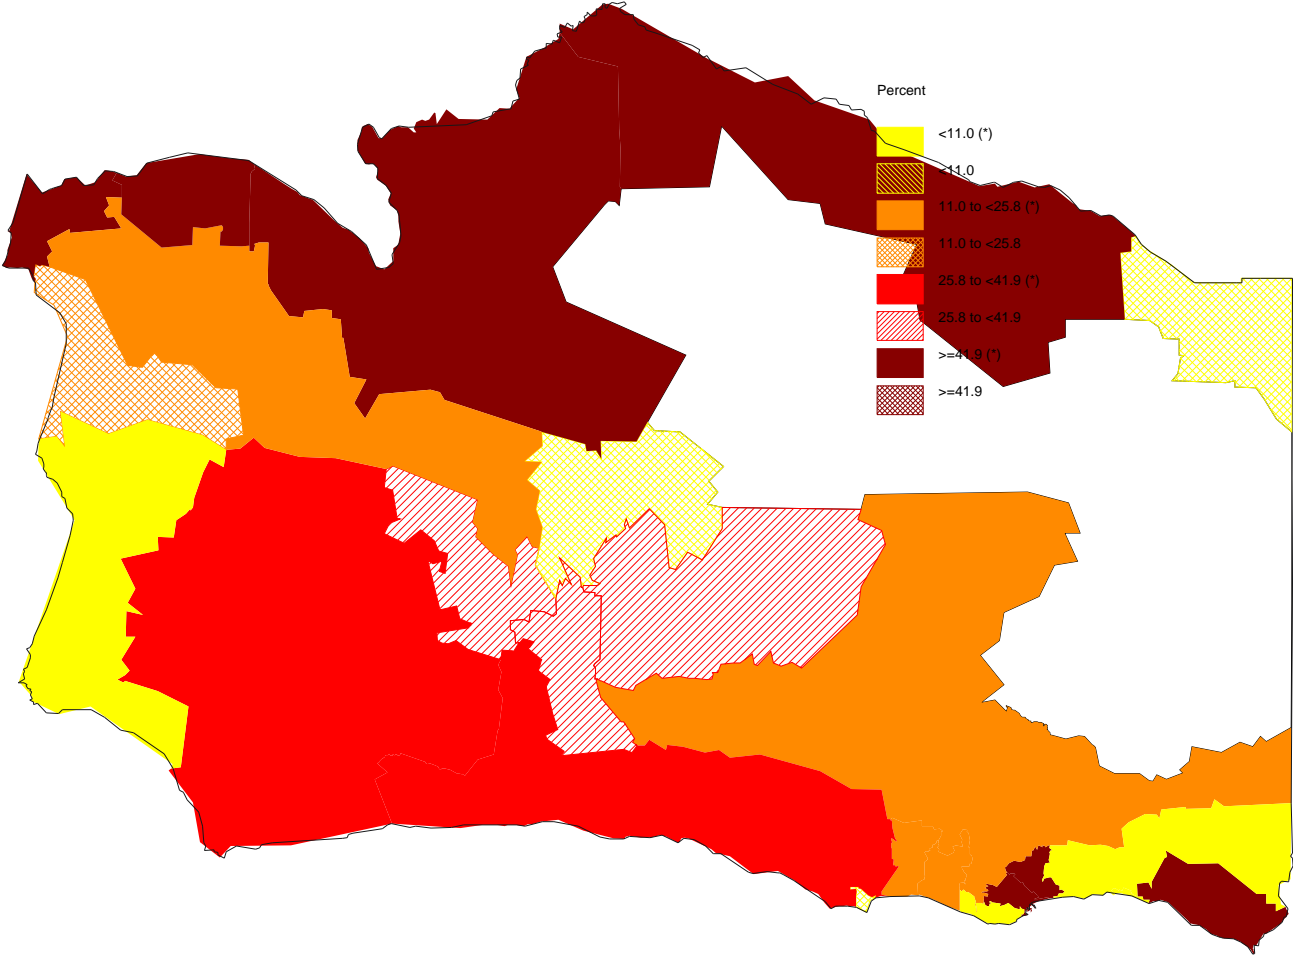 Percent
<11.0 (*)
<11.0
11.0 to <25.8 (*)
11.0 to <25.8
25.8 to <41.9 (*)
25.8 to <41.9
>=41.9 (*)
>=41.9